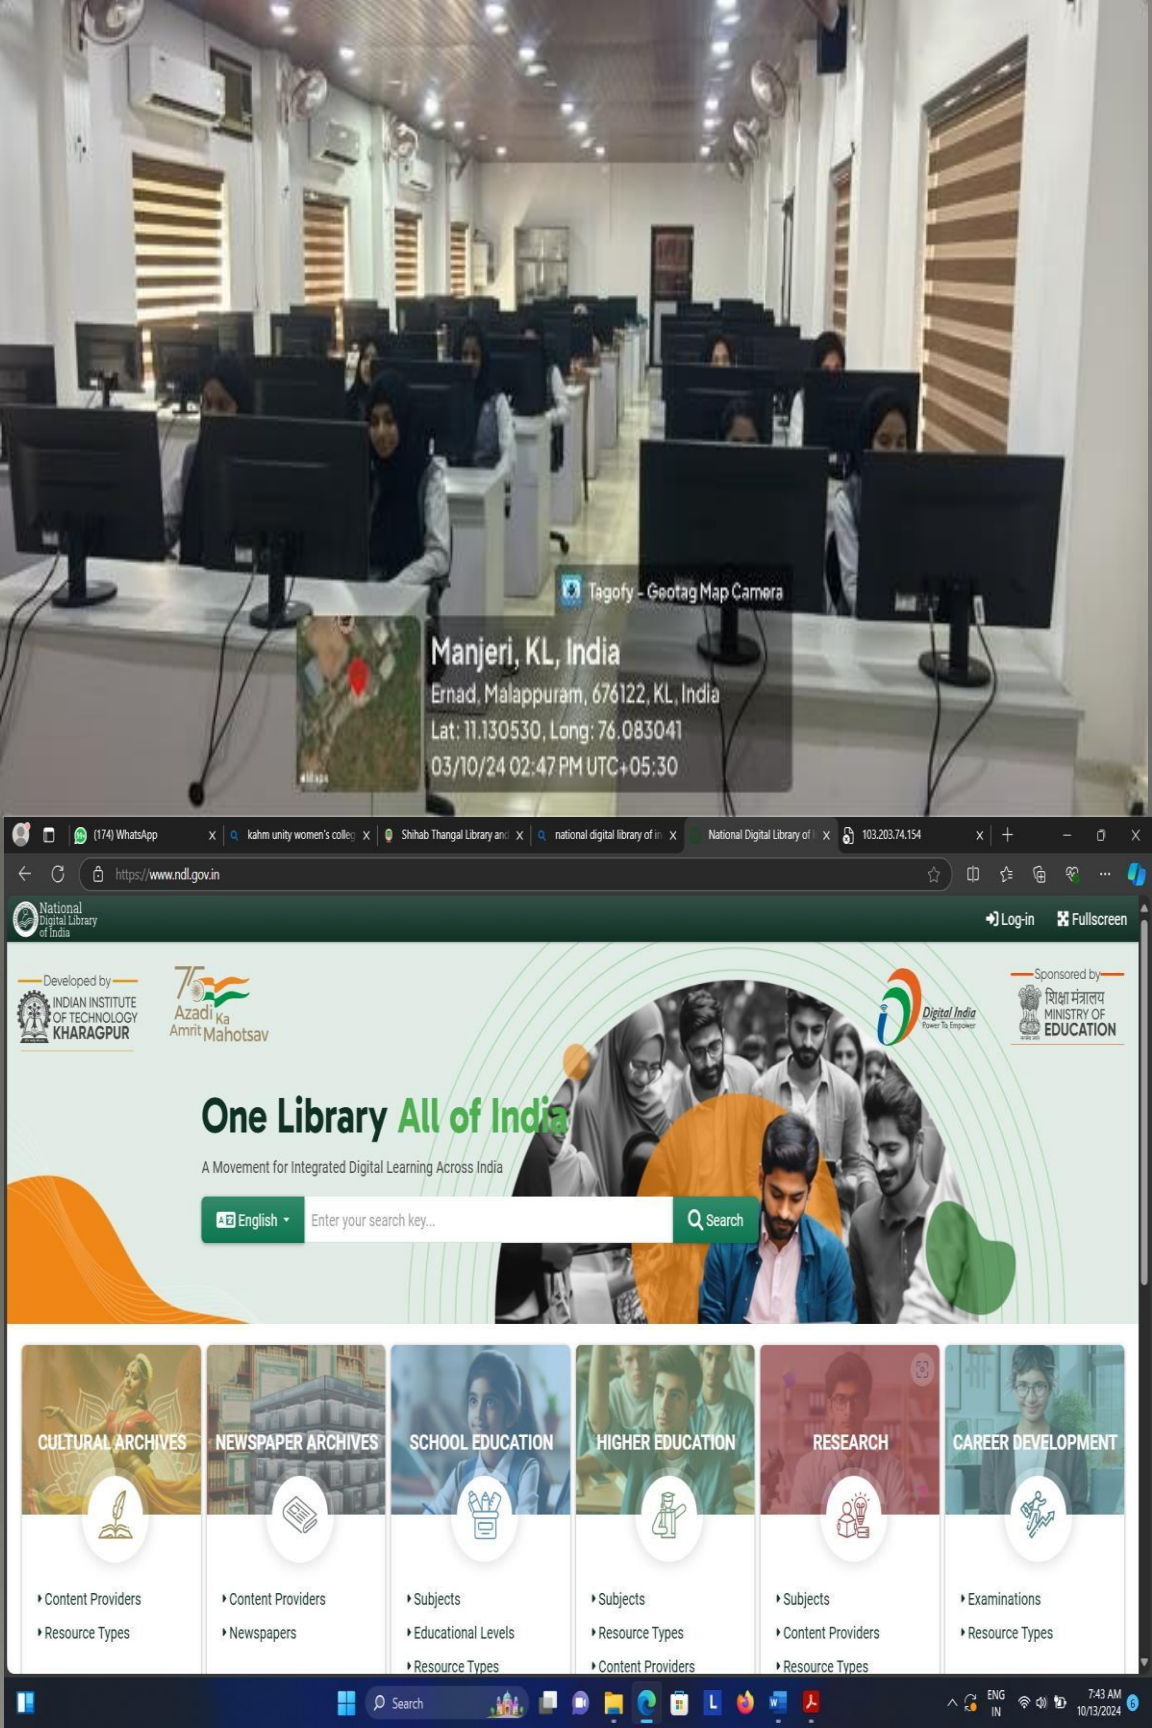 Tagofy - Geotag Map Camera
Manjeri, KL, India
Ernad, Malappuram, 676122, KL, India
Lat: 11.130530, Long: 76.083041
03/10/24 02:47 PM UTC+05:30
(174) WhatsApp
kahm unity women's colleg
Shihab Thangal Library and
national digital library of in
National Digital Library of
103.203.74.154
https://www.ndl.gov.in
National
Digital Library
of India
Log-in
Fullscreen
Developed by
INDIAN INSTITUTE
OF TECHNOLOGY
KHARAGPUR
75
Azadi Ka
Amrit Mahotsav
Digital India
Power To Empower
Sponsored by
शिक्षा मंत्रालय
MINISTRY OF
EDUCATION
One Library All of India
A Movement for Integrated Digital Learning Across India
English
Enter your search key...
Search
CULTURAL ARCHIVES
NEWSPAPER ARCHIVES
SCHOOL EDUCATION
HIGHER EDUCATION
RESEARCH
CAREER DEVELOPMENT
Content Providers
Resource Types
Content Providers
Newspapers
Subjects
Educational Levels
Resource Types
Subjects
Resource Types
Content Providers
Subjects
Content Providers
Resource Types
Examinations
Resource Types
Search
ENG
IN
7:43 AM
10/13/2024
6